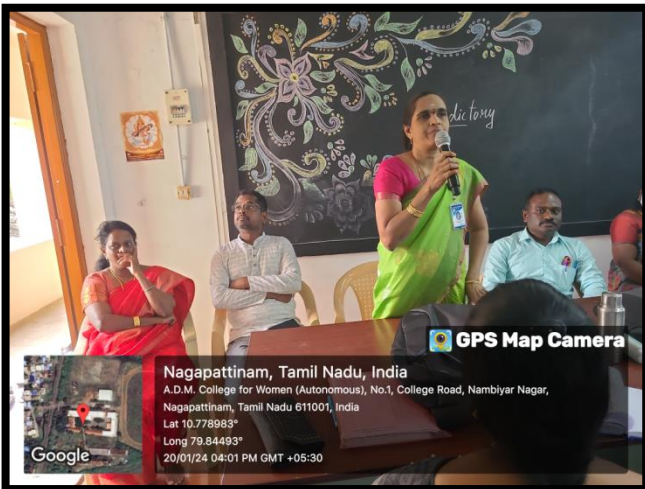 GPS Map Camera
Nagapattinam, Tamil Nadu, India
A.D.M. College for Women (Autonomous), No.1, College Road, Nambiyar Nagar,
Nagapattinam, Tamil Nadu 611001, India
Lat 10.778983°
Long 79.84493°
20/01/24 04:01 PM GMT +05:30
Google